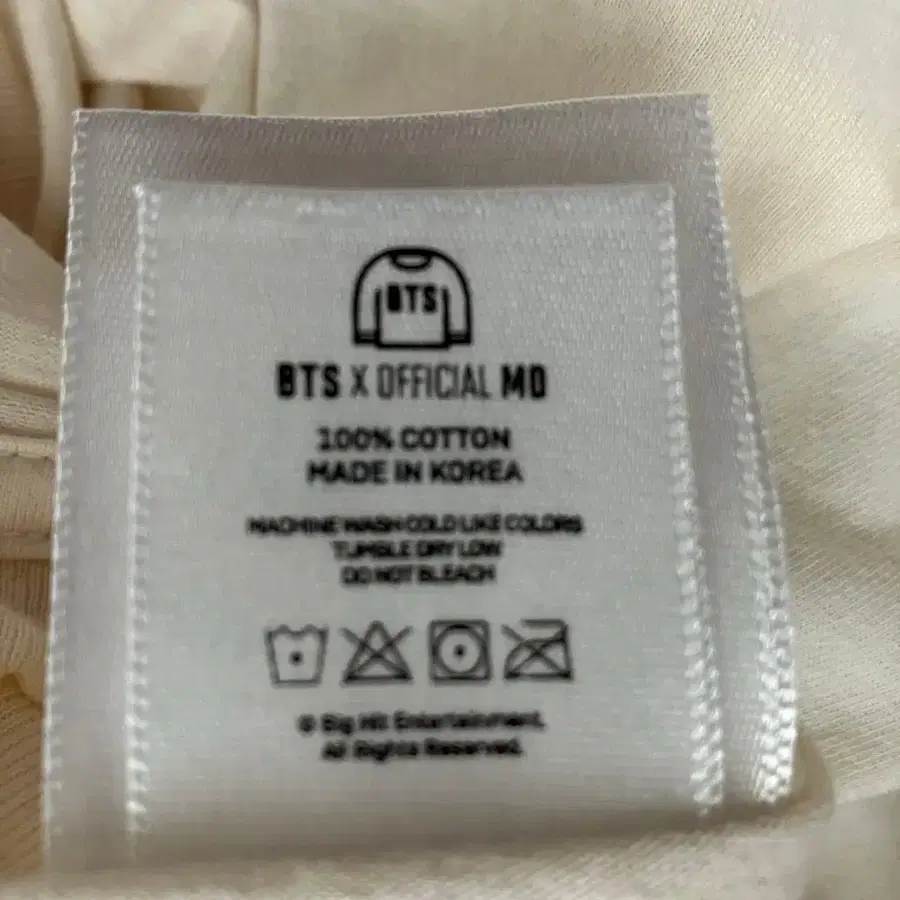 BTS
BTS X OFFICIAL MD
100% COTTON
MADE IN KOREA
MACHINE WASH COLD LIKE COLORS
TUMBLE DRY LOW
DO NOT BLEACH
© Big Hit Entertainment.
All Rights Reserved.